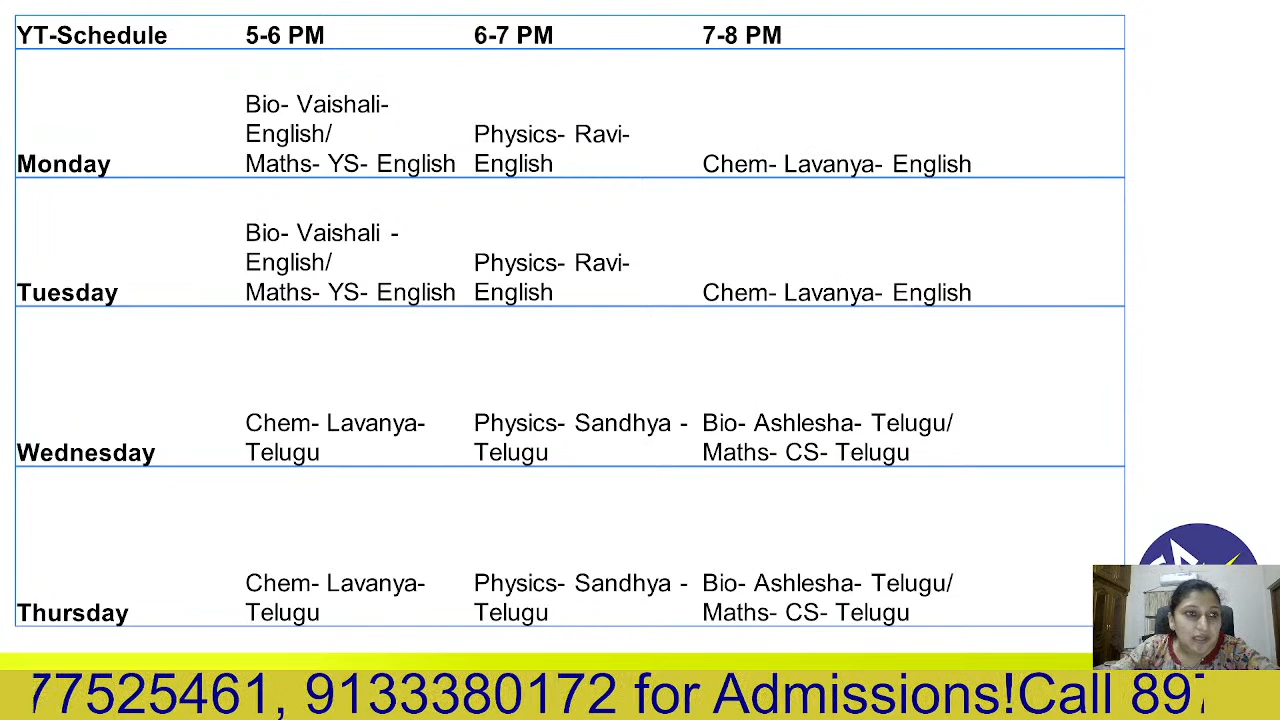 YT-Schedule 5-6 PM 6-7 PM 7-8 PM
Bio- Vaishali-
English/ Physics- Ravi-
Monday Maths- YS- English English Chem- Lavanya- English
Bio- Vaishali -
English/ Physics- Ravi-
Tuesday Maths- YS- English English Chem- Lavanya- English
Chem- Lavanya- Physics- Sandhya - Bio- Ashlesha- Telugu/
Wednesday Telugu Telugu Maths- CS- Telugu
Chem- Lavanya- Physics- Sandhya - Bio- Ashlesha- Telugu/
Thursday Telugu Telugu Maths- CS- Telugu
77525461, 9133380172 for Admissions!Call 897